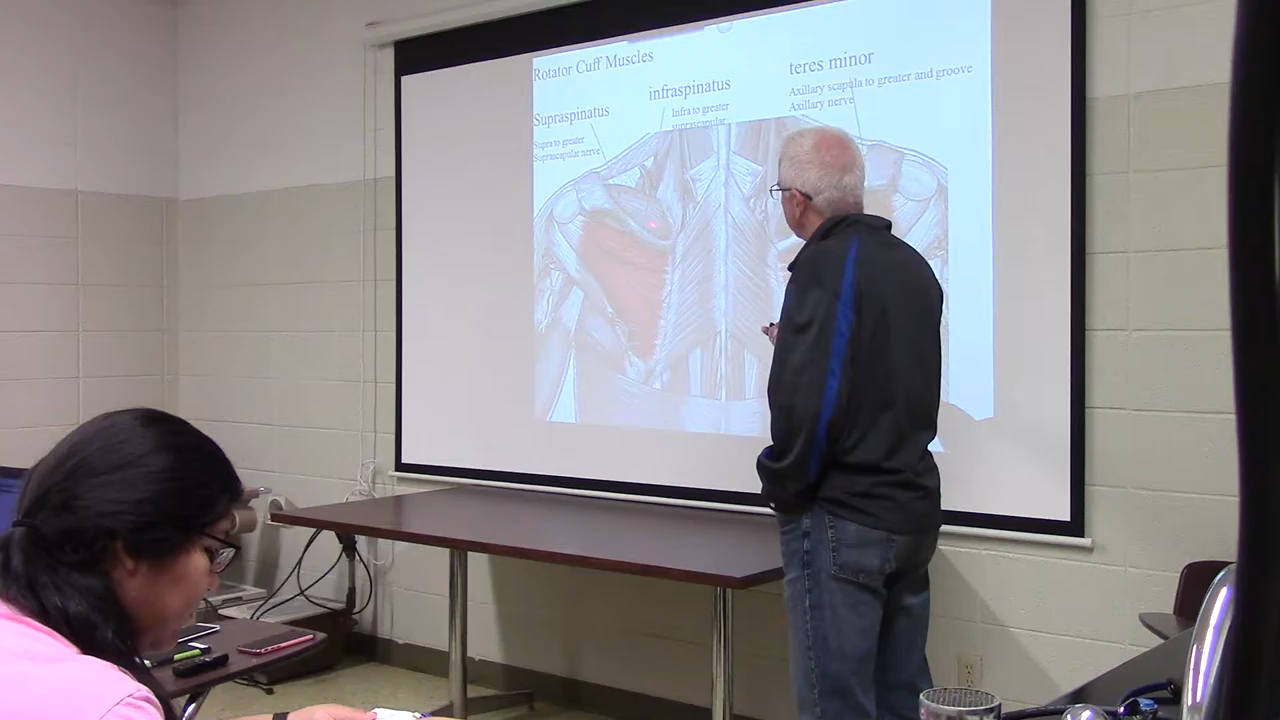 Rotator Cuff Muscles
Supraspinatus
Supra to greater
Suprascapular nerve
infraspinatus
Infra to greater
suprascapular
teres minor
Axillary scapula to greater and groove
Axillary nerve